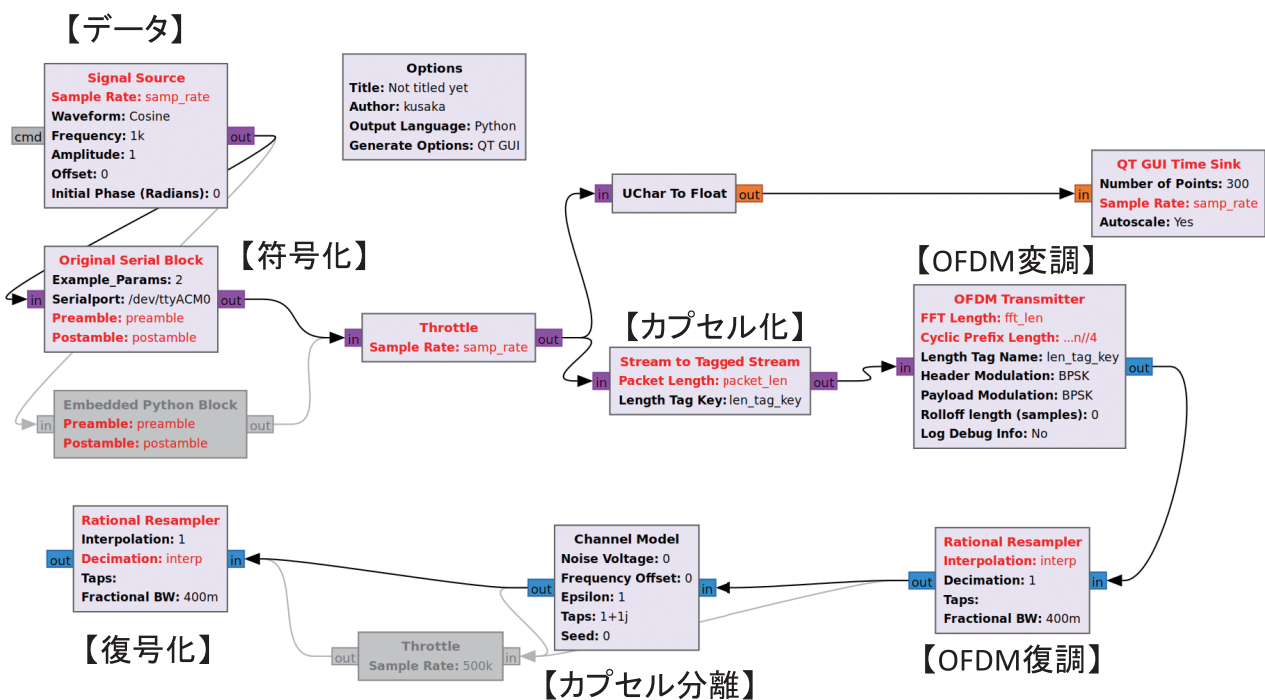 【データ】
Signal Source
Sample Rate: samp_rate
Waveform: Cosine
Frequency: 1k
Amplitude: 1
Offset: 0
Initial Phase (Radians): 0
cmd
out
Options
Title: Not titled yet
Author: kusaka
Output Language: Python
Generate Options: QT GUI
in
UChar To Float
out
in
QT GUI Time Sink
Number of Points: 300
Sample Rate: samp_rate
Autoscale: Yes
【符号化】
Original Serial Block
Example_Params: 2
Serialport: /dev/ttyACM0
Preamble: preamble
Postamble: postamble
in
out
in
Throttle
Sample Rate: samp_rate
out
【カプセル化】
Stream to Tagged Stream
Packet Length: packet_len
Length Tag Key: len_tag_key
in
out
【OFDM変調】
OFDM Transmitter
FFT Length: fft_len
Cyclic Prefix Length: ...n//4
Length Tag Name: len_tag_key
Header Modulation: BPSK
Payload Modulation: BPSK
Rolloff length (samples): 0
Log Debug Info: No
in
out
Embedded Python Block
Preamble: preamble
Postamble: postamble
in
out
Rational Resampler
Interpolation: 1
Decimation: interp
Taps:
Fractional BW: 400m
out
in
【復号化】
Throttle
Sample Rate: 500k
out
in
Channel Model
Noise Voltage: 0
Frequency Offset: 0
Epsilon: 1
Taps: 1+1j
Seed: 0
out
in
【カプセル分離】
Rational Resampler
Interpolation: interp
Decimation: 1
Taps:
Fractional BW: 400m
out
in
【OFDM復調】